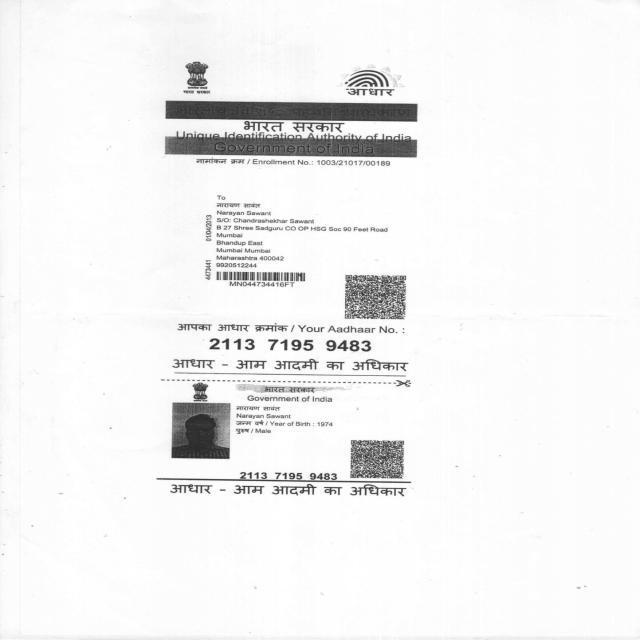 भारत सरकार
आधार
भारत सरकार
Unique Identification Authority of India
Government of India
नामांकन क्रम / Enrollment No.: 1003/21017/00189
To
नारायण सावंत
Narayan Sawant
S/O: Chandrashekhar Sawant
B 27 Shree Sadguru CO OP HSG Soc 90 Feet Road
Mumbai
Bhandup East
Mumbai Mumbai
Maharashtra 400042
9920512244
01/04/2013
4473441
MN044734416FT
आपका आधार क्रमांक / Your Aadhaar No. :
2113 7195 9483
आधार - आम आदमी का अधिकार
भारत सरकार
Government of India
नारायण सावंत
Narayan Sawant
जन्म वर्ष / Year of Birth : 1974
पुरुष / Male
2113 7195 9483
आधार - आम आदमी का अधिकार